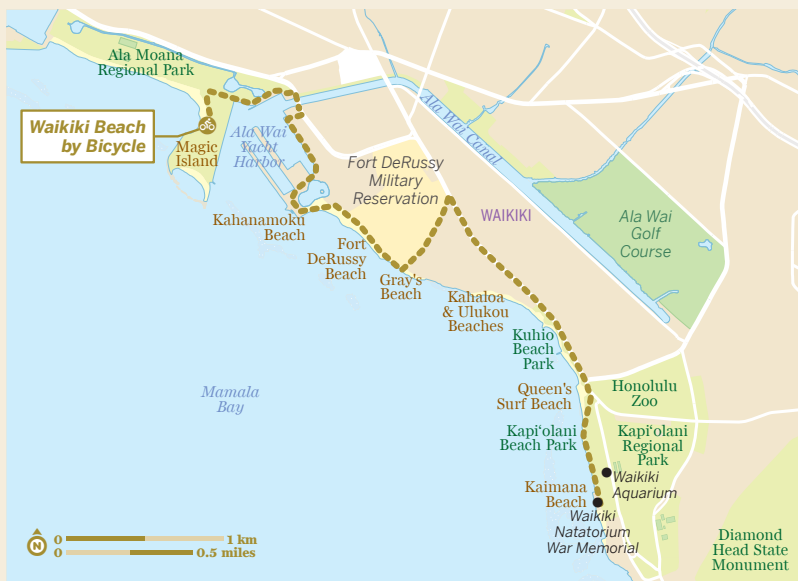 Ala Moana
Regional Park
Waikiki Beach
by Bicycle
Magic
Island
Ala Wai
Yacht
Harbor
Ala Wai Canal
Fort DeRussy
Military
Reservation
WAIKIKI
Ala Wai
Golf
Course
Kahanamoku
Beach
Fort
DeRussy
Beach
Gray's
Beach
Kahaloa
& Ulukou
Beaches
Kuhio
Beach
Park
Mamala
Bay
Queen's
Surf Beach
Honolulu
Zoo
Kapi‘olani
Beach Park
Kapi‘olani
Regional
Park
Kaimana
Beach
Waikiki
Aquarium
Waikiki
Natatorium
War Memorial
Diamond
Head State
Monument
N
0 1 km
0 0.5 miles